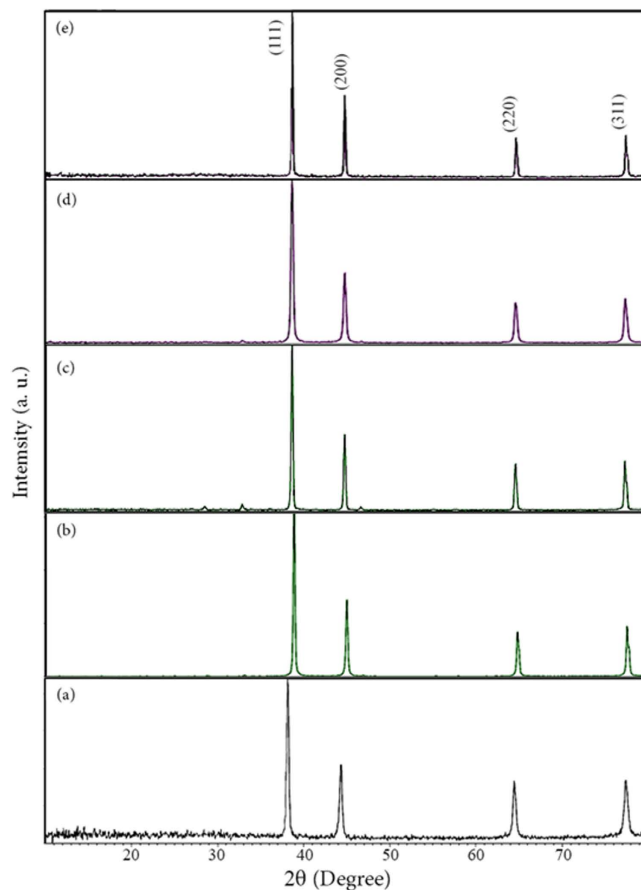 (e)
(111)
(200)
(220)
(311)
(d)
(c)
(b)
(a)
Intemsity (a. u.)
20 30 40 50 60 70
2θ (Degree)